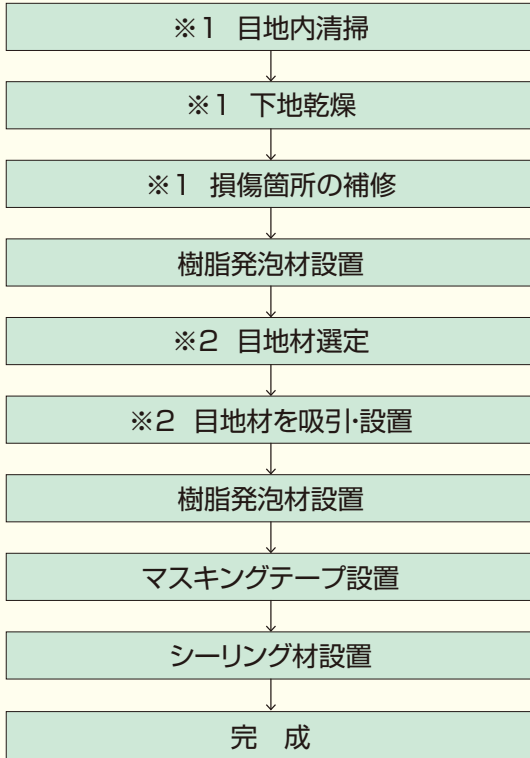 ※1 目地内清掃
※1 下地乾燥
※1 損傷箇所の補修
樹脂発泡材設置
※2 目地材選定
※2 目地材を吸引・設置
樹脂発泡材設置
マスキングテープ設置
シーリング材設置
完 成